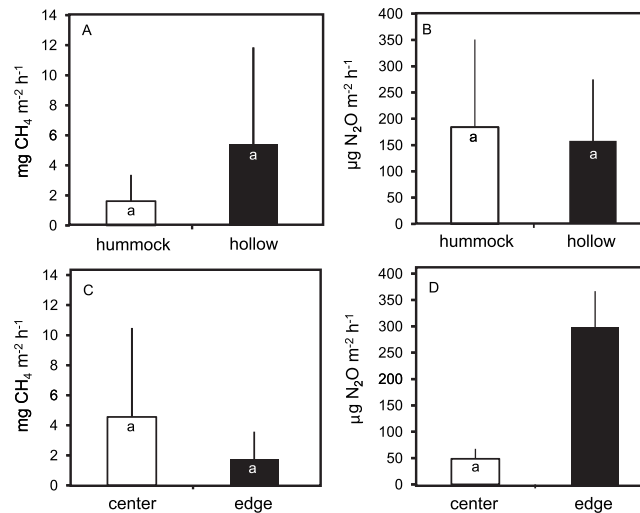 A
mg CH₄ m⁻² h⁻¹
14
12
10
8
6
4
2
0
a
a
hummock hollow
B
µg N₂O m⁻² h⁻¹
400
350
300
250
200
150
100
50
0
a
a
hummock hollow
C
mg CH₄ m⁻² h⁻¹
14
12
10
8
6
4
2
0
a
a
center edge
D
µg N₂O m⁻² h⁻¹
400
350
300
250
200
150
100
50
0
a
center edge